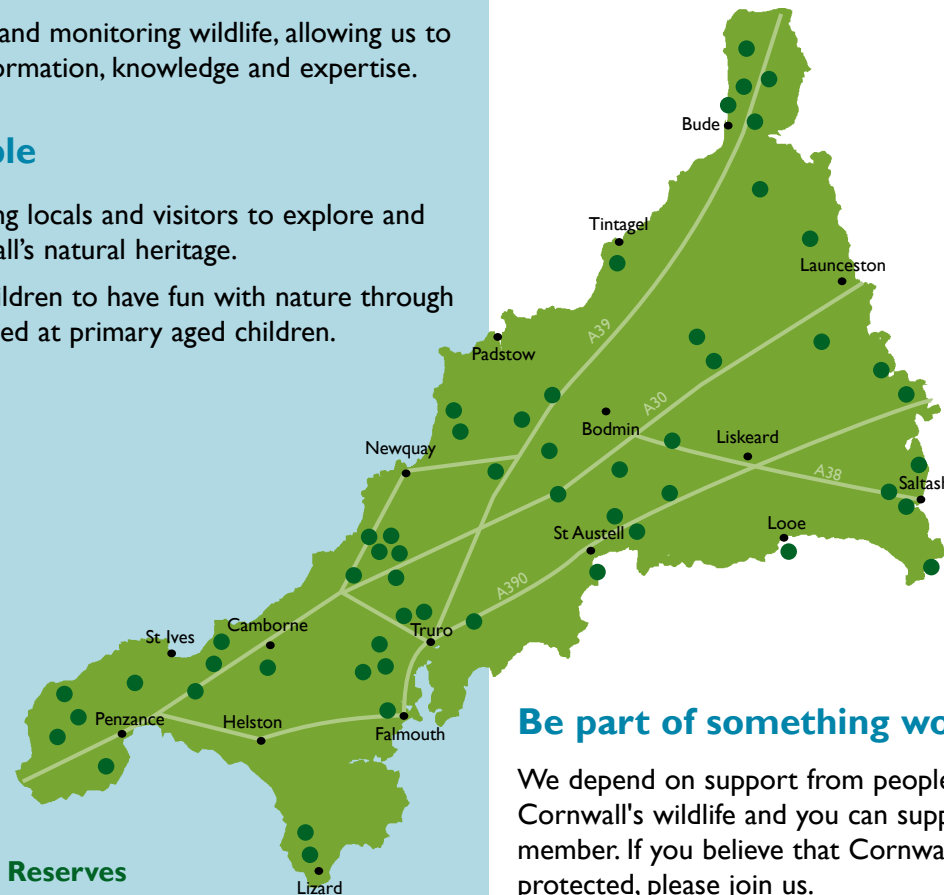 and monitoring wildlife, allowing us to
ormation, knowledge and expertise.
ple
ng locals and visitors to explore and
all's natural heritage.
ildren to have fun with nature through
ed at primary aged children.
Bude
Tintagel
Launceston
A39
Padstow
A30
Bodmin
Liskeard
Newquay
A38
Saltash
Looe
St Austell
A390
Camborne
St Ives
Truro
Penzance
Helston
Falmouth
Lizard
Reserves
Be part of something wo
We depend on support from people
Cornwall's wildlife and you can supp
member. If you believe that Cornwa
protected, please join us.